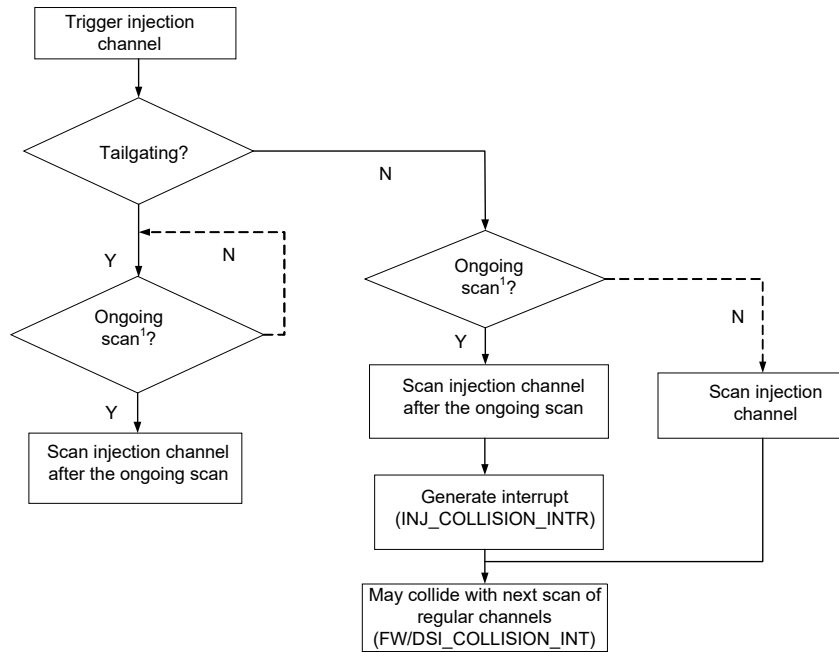 Trigger injection
channel
Tailgating?
N
Y
N
Ongoing
scan¹?
Y
Scan injection channel
after the ongoing scan
Ongoing
scan¹?
N
Y
Scan injection channel
after the ongoing scan
Scan injection
channel
Generate interrupt
(INJ_COLLISION_INTR)
May collide with next scan of
regular channels
(FW/DSI_COLLISION_INT)